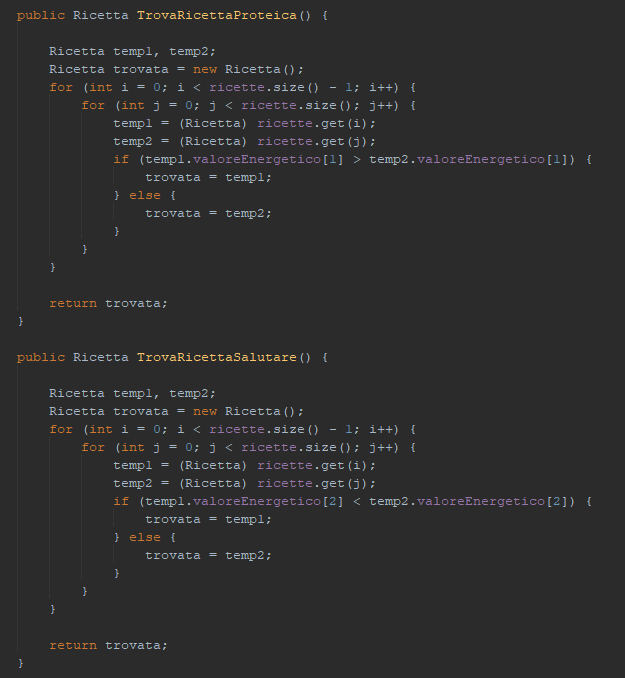 public Ricetta TrovaRicettaProteica() {
Ricetta temp1, temp2;
Ricetta trovata = new Ricetta();
for (int i = 0; i < ricette.size() - 1; i++) {
for (int j = 0; j < ricette.size(); j++) {
temp1 = (Ricetta) ricette.get(i);
temp2 = (Ricetta) ricette.get(j);
if (temp1.valoreEnergetico[1] > temp2.valoreEnergetico[1]) {
trovata = temp1;
} else {
trovata = temp2;
}
}
}
return trovata;
}
public Ricetta TrovaRicettaSalutare() {
Ricetta temp1, temp2;
Ricetta trovata = new Ricetta();
for (int i = 0; i < ricette.size() - 1; i++) {
for (int j = 0; j < ricette.size(); j++) {
temp1 = (Ricetta) ricette.get(i);
temp2 = (Ricetta) ricette.get(j);
if (temp1.valoreEnergetico[2] < temp2.valoreEnergetico[2]) {
trovata = temp1;
} else {
trovata = temp2;
}
}
}
return trovata;
}